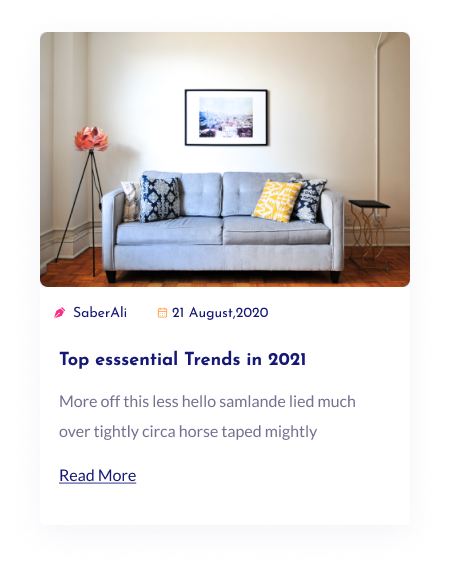 SaberAli 21 August,2020
Top esssential Trends in 2021
More off this less hello samlande lied much
over tightly circa horse taped mightly
Read More